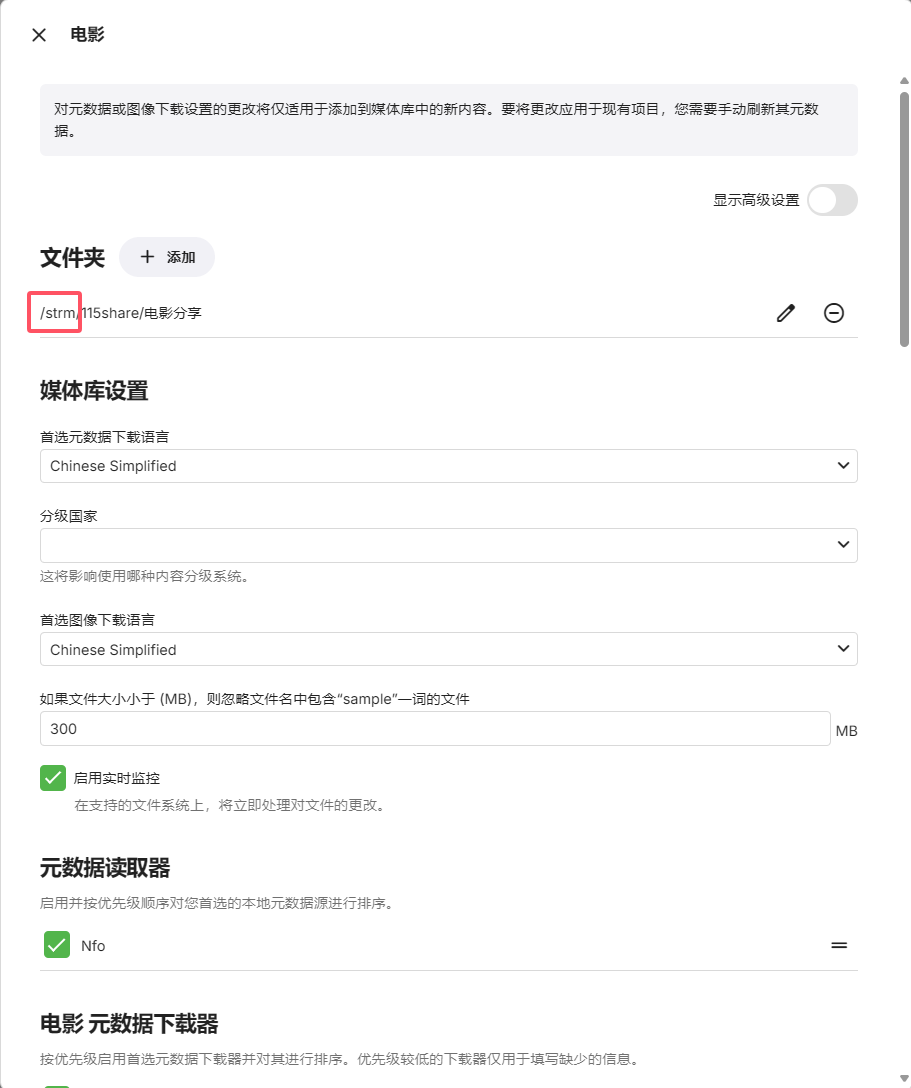 电影
对元数据或图像下载设置的更改将仅适用于添加到媒体库中的新内容。要将更改应用于现有项目，您需要手动刷新其元数
据。
显示高级设置
文件夹
添加
/strm/115share/电影分享
媒体库设置
首选元数据下载语言
Chinese Simplified
分级国家
这将影响使用哪种内容分级系统。
首选图像下载语言
Chinese Simplified
如果文件大小小于 (MB)，则忽略文件名中包含“sample”一词的文件
300
MB
启用实时监控
在支持的文件系统上，将立即处理对文件的更改。
元数据读取器
启用并按优先级顺序对您首选的本地元数据源进行排序。
Nfo
电影 元数据下载器
按优先级启用首选元数据下载器并对其进行排序。优先级较低的下载器仅用于填写缺少的信息。